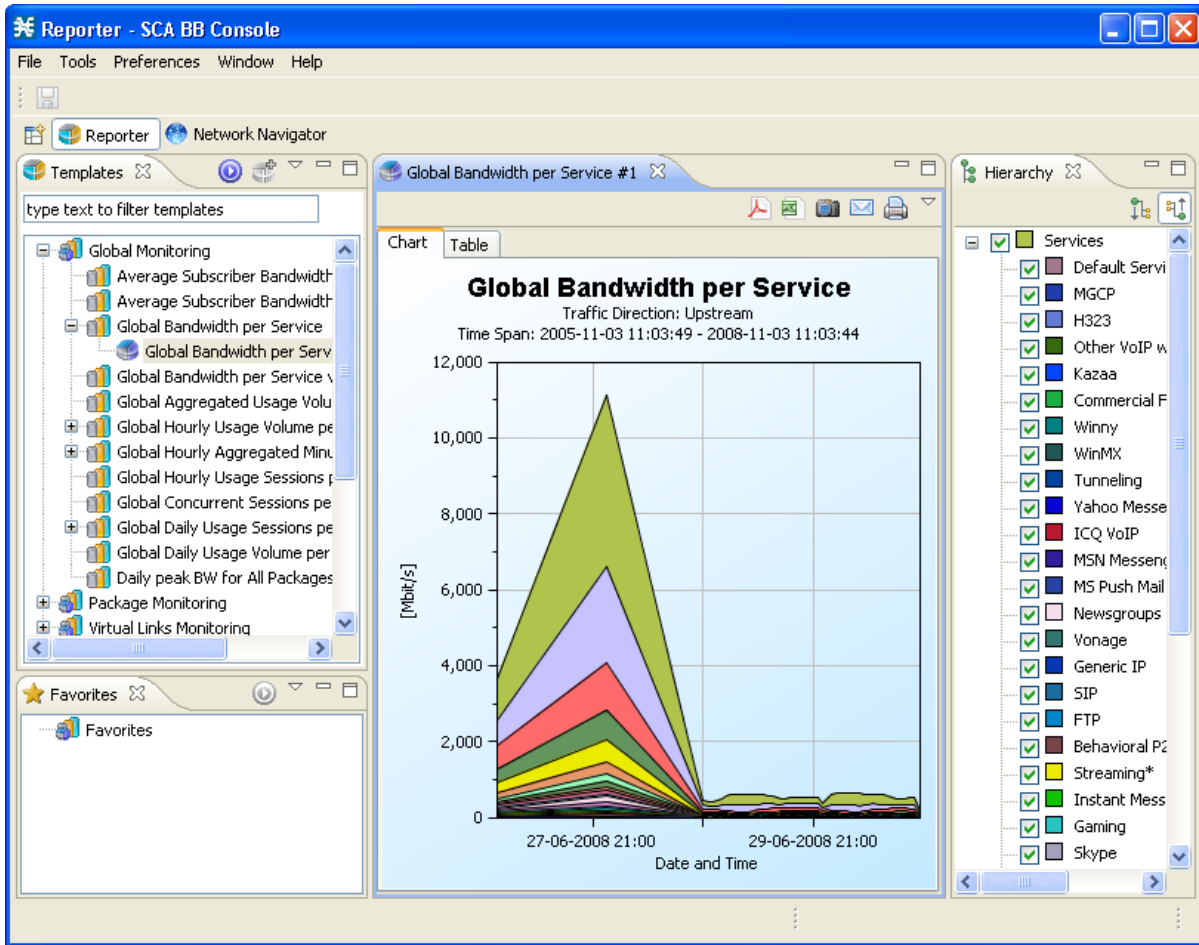 Reporter - SCA BB Console
File Tools Preferences Window Help
Reporter Network Navigator
Templates
type text to filter templates
Global Monitoring
Average Subscriber Bandwidth
Average Subscriber Bandwidth
Global Bandwidth per Service
Global Bandwidth per Serv
Global Bandwidth per Service v
Global Aggregated Usage Volu
Global Hourly Usage Volume pe
Global Hourly Aggregated Minu
Global Hourly Usage Sessions p
Global Concurrent Sessions pe
Global Daily Usage Sessions pe
Global Daily Usage Volume per
Daily peak BW for All Packages
Package Monitoring
Virtual Links Monitoring
Favorites
Favorites
Global Bandwidth per Service #1
Chart Table
Global Bandwidth per Service
Traffic Direction: Upstream
Time Span: 2005-11-03 11:03:49 - 2008-11-03 11:03:44
12,000
10,000
8,000
6,000
4,000
2,000
0
[Mbit/s]
27-06-2008 21:00 29-06-2008 21:00
Date and Time
Hierarchy
Services
Default Servi
MGCP
H323
Other VoIP w
Kazaa
Commercial F
Winny
WinMX
Tunneling
Yahoo Messe
ICQ VoIP
MSN Messeng
MS Push Mail
Newsgroups
Vonage
Generic IP
SIP
FTP
Behavioral P2
Streaming*
Instant Mess
Gaming
Skype